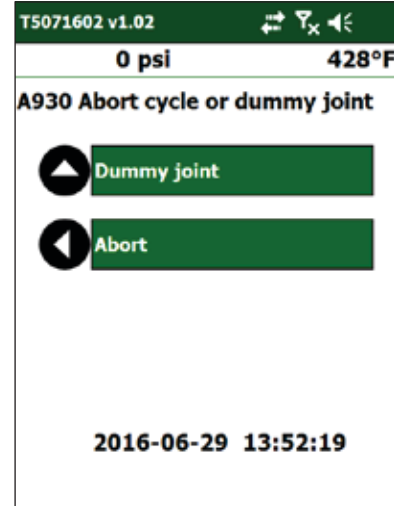 T5071602 v1.02
0 psi 428°F
A930 Abort cycle or dummy joint
Dummy joint
Abort
2016-06-29 13:52:19